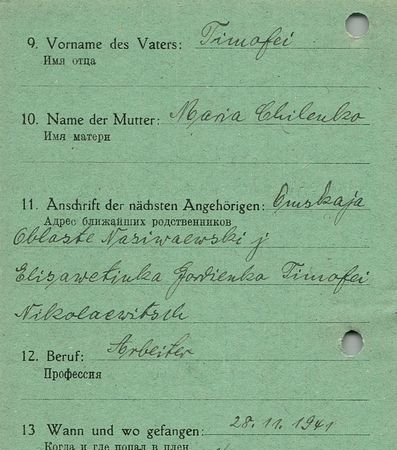 9. Vorname des Vaters: Timofei
Имя отца
10. Name der Mutter: Maria Chilenko
Имя матери
11. Anschrift der nächsten Angehörigen: Omskaja
Адрес ближайших родственников
Oblaste Nasiwaewski j
Elisawetinka Gordienko Timofei
Nikolaewitsch
12. Beruf: Arbeiter
Профессия
13 Wann und wo gefangen: 28.11.1941
Когда и где попал в плен